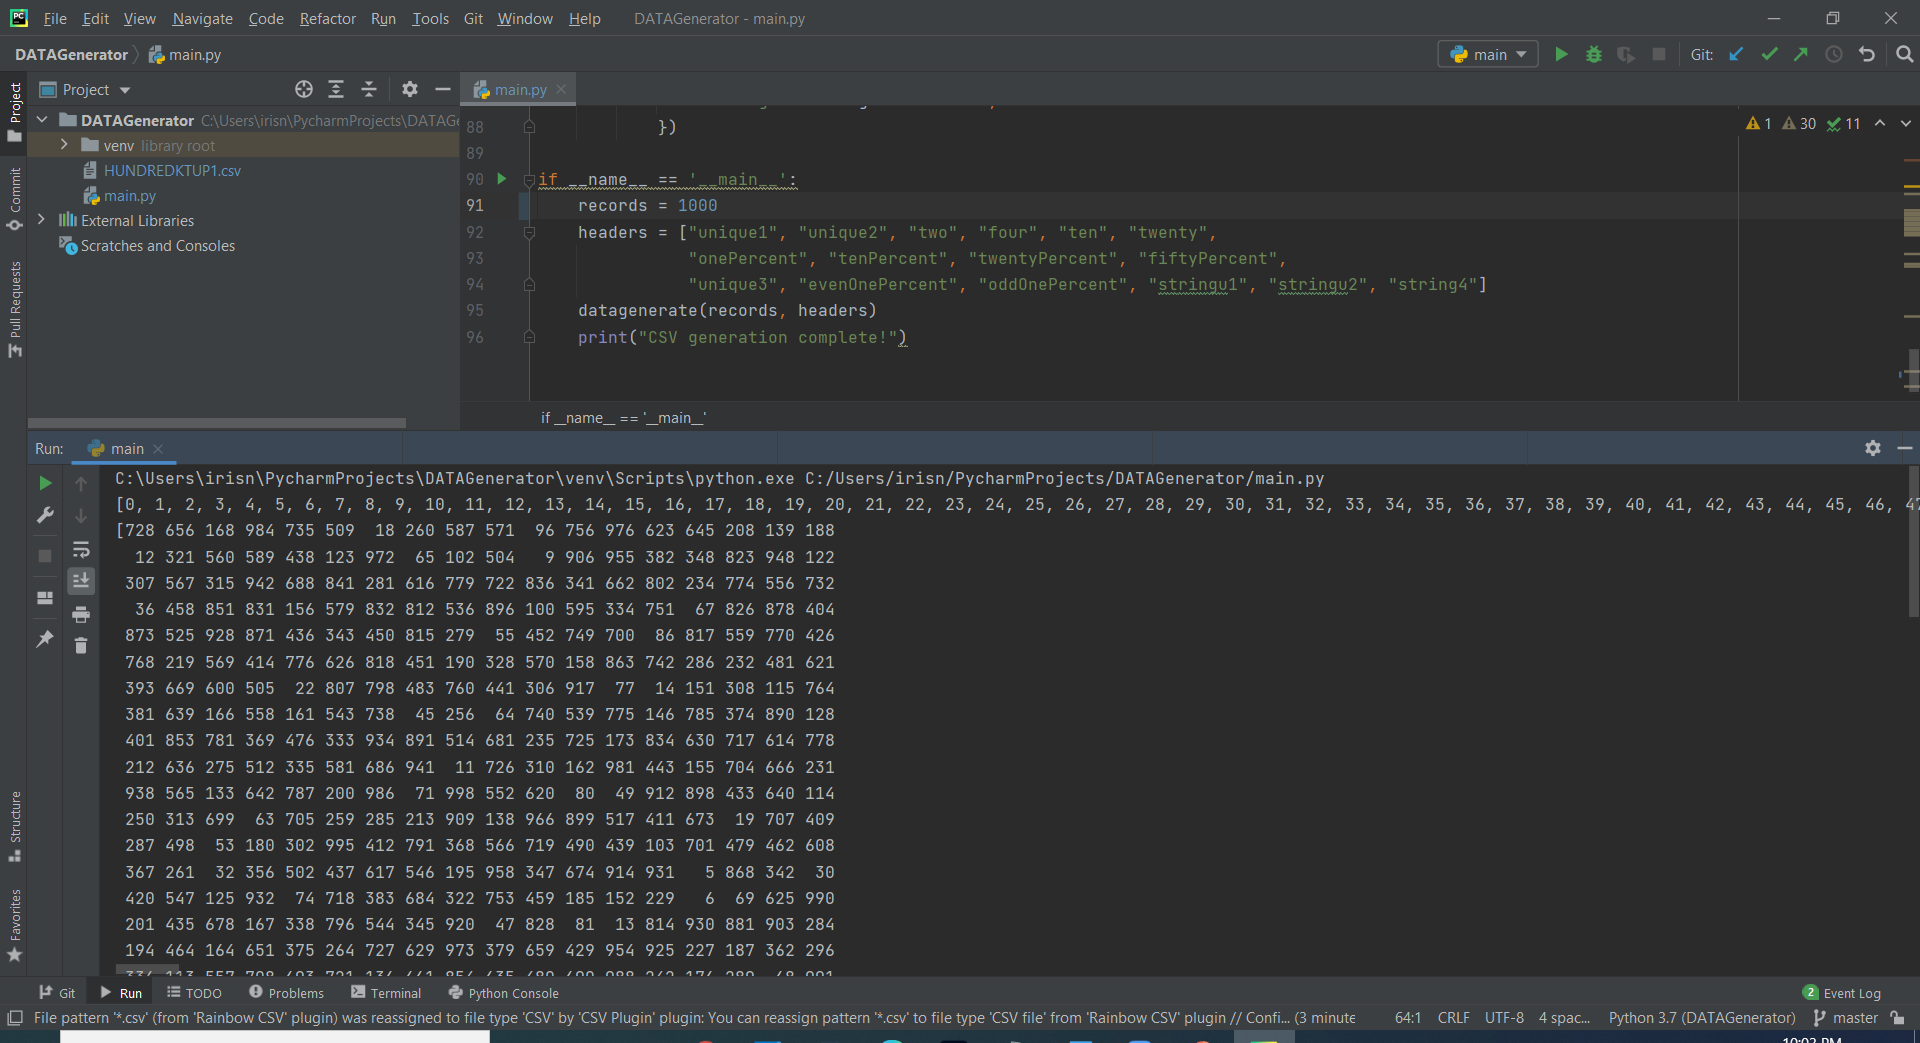 File Edit View Navigate Code Refactor Run Tools Git Window Help DATAGenerator - main.py
DATAGenerator main.py
main Git:
Project
main.py
DATAGenerator C:\Users\irisn\PycharmProjects\DATAGe
venv library root
HUNDREDKTUP1.csv
main.py
External Libraries
Scratches and Consoles
Project
Commit
Pull Requests
Structure
Favorites
1 30 11
88 })
89
90 if __name__ == '__main__':
91 records = 1000
92 headers = ["unique1", "unique2", "two", "four", "ten", "twenty",
93 "onePercent", "tenPercent", "twentyPercent", "fiftyPercent",
94 "unique3", "evenOnePercent", "oddOnePercent", "stringu1", "stringu2", "string4"]
95 datagenerate(records, headers)
96 print("CSV generation complete!")
if __name__ == '__main__'
Run: main
C:\Users\irisn\PycharmProjects\DATAGenerator\venv\Scripts\python.exe C:/Users/irisn/PycharmProjects/DATAGenerator/main.py
[0, 1, 2, 3, 4, 5, 6, 7, 8, 9, 10, 11, 12, 13, 14, 15, 16, 17, 18, 19, 20, 21, 22, 23, 24, 25, 26, 27, 28, 29, 30, 31, 32, 33, 34, 35, 36, 37, 38, 39, 40, 41, 42, 43, 44, 45, 46, 47
[728 656 168 984 735 509 18 260 587 571 96 756 976 623 645 208 139 188
12 321 560 589 438 123 972 65 102 504 9 906 955 382 348 823 948 122
307 567 315 942 688 841 281 616 779 722 836 341 662 802 234 774 556 732
36 458 851 831 156 579 832 812 536 896 100 595 334 751 67 826 878 404
873 525 928 871 436 343 450 815 279 55 452 749 700 86 817 559 770 426
768 219 569 414 776 626 818 451 190 328 570 158 863 742 286 232 481 621
393 669 600 505 22 807 798 483 760 441 306 917 77 14 151 308 115 764
381 639 166 558 161 543 738 45 256 64 740 539 775 146 785 374 890 128
401 853 781 369 476 333 934 891 514 681 235 725 173 834 630 717 614 778
212 636 275 512 335 581 686 941 11 726 310 162 981 443 155 704 666 231
938 565 133 642 787 200 986 71 998 552 620 80 49 912 898 433 640 114
250 313 699 63 705 259 285 213 909 138 966 899 517 411 673 19 707 409
287 498 53 180 302 995 412 791 368 566 719 490 439 103 701 479 462 608
367 261 32 356 502 437 617 546 195 958 347 674 914 931 5 868 342 30
420 547 125 932 74 718 383 684 322 753 459 185 152 229 6 69 625 990
201 435 678 167 338 796 544 345 920 47 828 81 13 814 930 881 903 284
194 464 164 651 375 264 727 629 973 379 659 429 954 925 227 187 362 296
Git Run TODO Problems Terminal Python Console 2 Event Log
File pattern '*.csv' (from 'Rainbow CSV' plugin) was reassigned to file type 'CSV' by 'CSV Plugin' plugin: You can reassign pattern '*.csv' to file type 'CSV file' from 'Rainbow CSV' plugin // Confi... (3 minute 64:1 CRLF UTF-8 4 spac... Python 3.7 (DATAGenerator) master